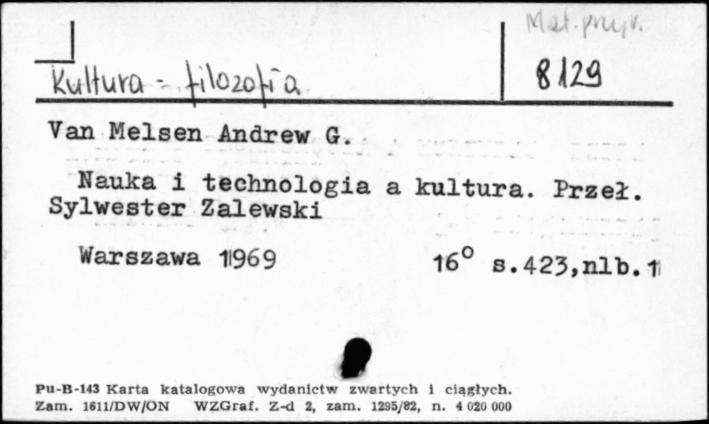 Mat. przyr.
Kultura - filozofia
8129
Van Melsen Andrew G.
Nauka i technologia a kultura. Przeł.
Sylwester Zalewski
Warszawa 1969 16° s.423,nlb.1
Pu-B-143 Karta katalogowa wydawnictw zwartych i ciągłych.
Zam. 1611/DW/ON WZGraf. Z-d 2, zam. 1295/82, n. 4 020 000